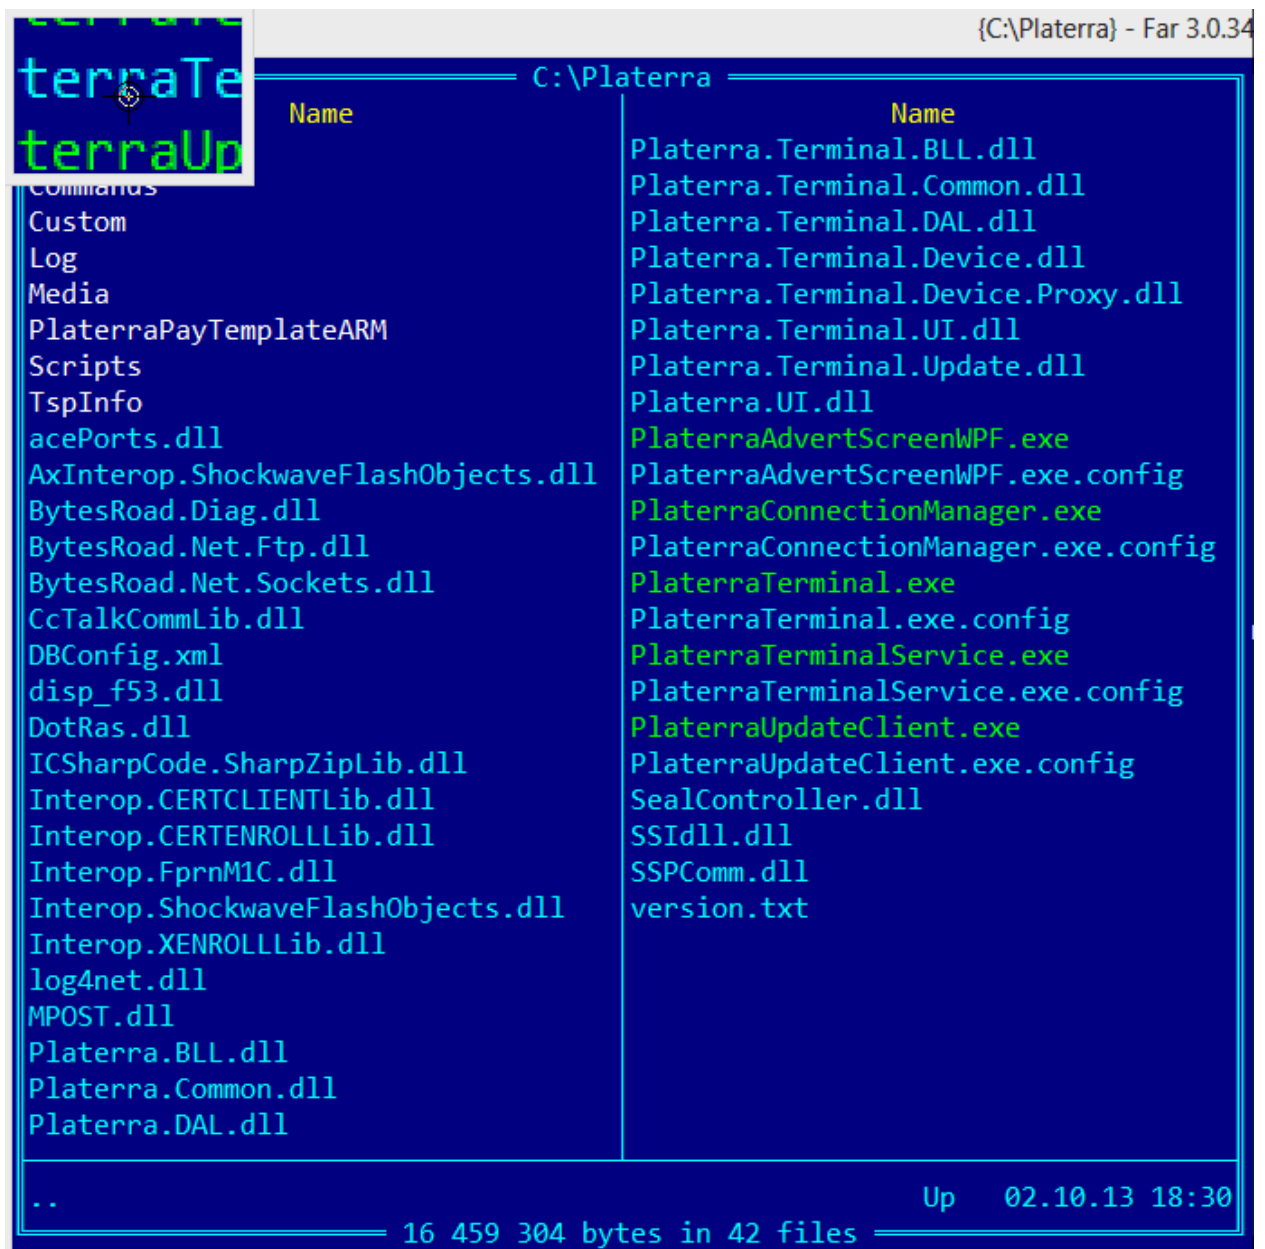 {C:\Platerra} - Far 3.0.34
terraTe
terraUp
C:\Platerra
Name
Commands
Custom
Log
Media
PlaterraPayTemplateARM
Scripts
TspInfo
acePorts.dll
AxInterop.ShockwaveFlashObjects.dll
BytesRoad.Diag.dll
BytesRoad.Net.Ftp.dll
BytesRoad.Net.Sockets.dll
CcTalkCommLib.dll
DBConfig.xml
disp_f53.dll
DotRas.dll
ICSharpCode.SharpZipLib.dll
Interop.CERTCLIENTLib.dll
Interop.CERTENROLLLib.dll
Interop.FprnM1C.dll
Interop.ShockwaveFlashObjects.dll
Interop.XENROLLLib.dll
log4net.dll
MPOST.dll
Platerra.BLL.dll
Platerra.Common.dll
Platerra.DAL.dll
Name
Platerra.Terminal.BLL.dll
Platerra.Terminal.Common.dll
Platerra.Terminal.DAL.dll
Platerra.Terminal.Device.dll
Platerra.Terminal.Device.Proxy.dll
Platerra.Terminal.UI.dll
Platerra.Terminal.Update.dll
Platerra.UI.dll
PlaterraAdvertScreenWPF.exe
PlaterraAdvertScreenWPF.exe.config
PlaterraConnectionManager.exe
PlaterraConnectionManager.exe.config
PlaterraTerminal.exe
PlaterraTerminal.exe.config
PlaterraTerminalService.exe
PlaterraTerminalService.exe.config
PlaterraUpdateClient.exe
PlaterraUpdateClient.exe.config
SealController.dll
SSIdll.dll
SSPComm.dll
version.txt
.. Up 02.10.13 18:30
16 459 304 bytes in 42 files